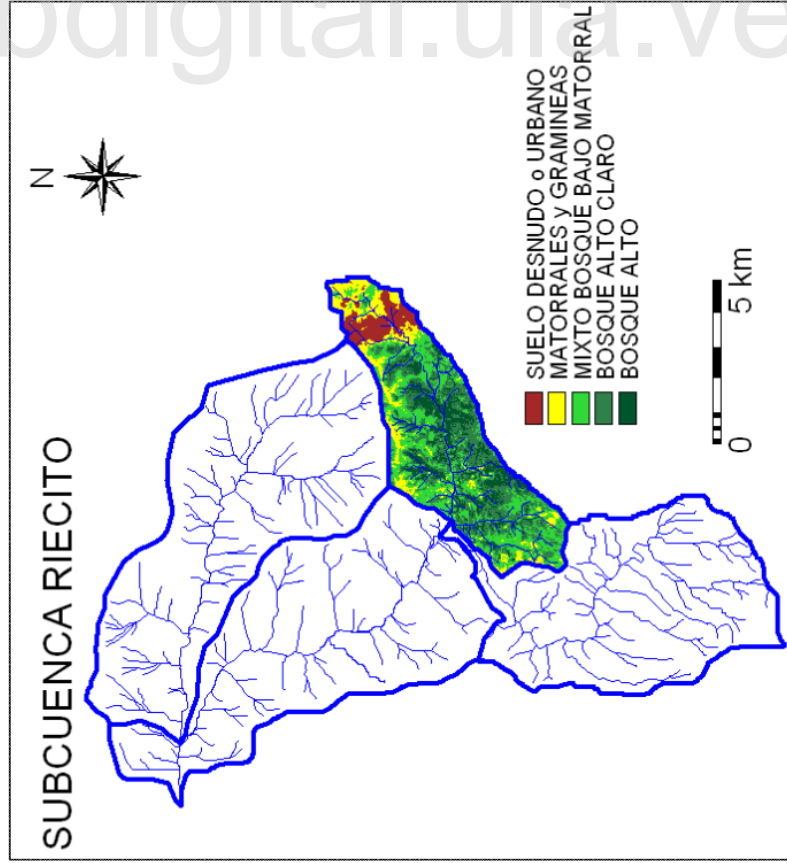 bdigital.ula.ve
SUBCUENCA RIECITO
N
SUELO DESNUDO o URBANO
MATORRALES y GRAMINEAS
MIXTO BOSQUE BAJO MATORRAL
BOSQUE ALTO CLARO
BOSQUE ALTO
0 5 km